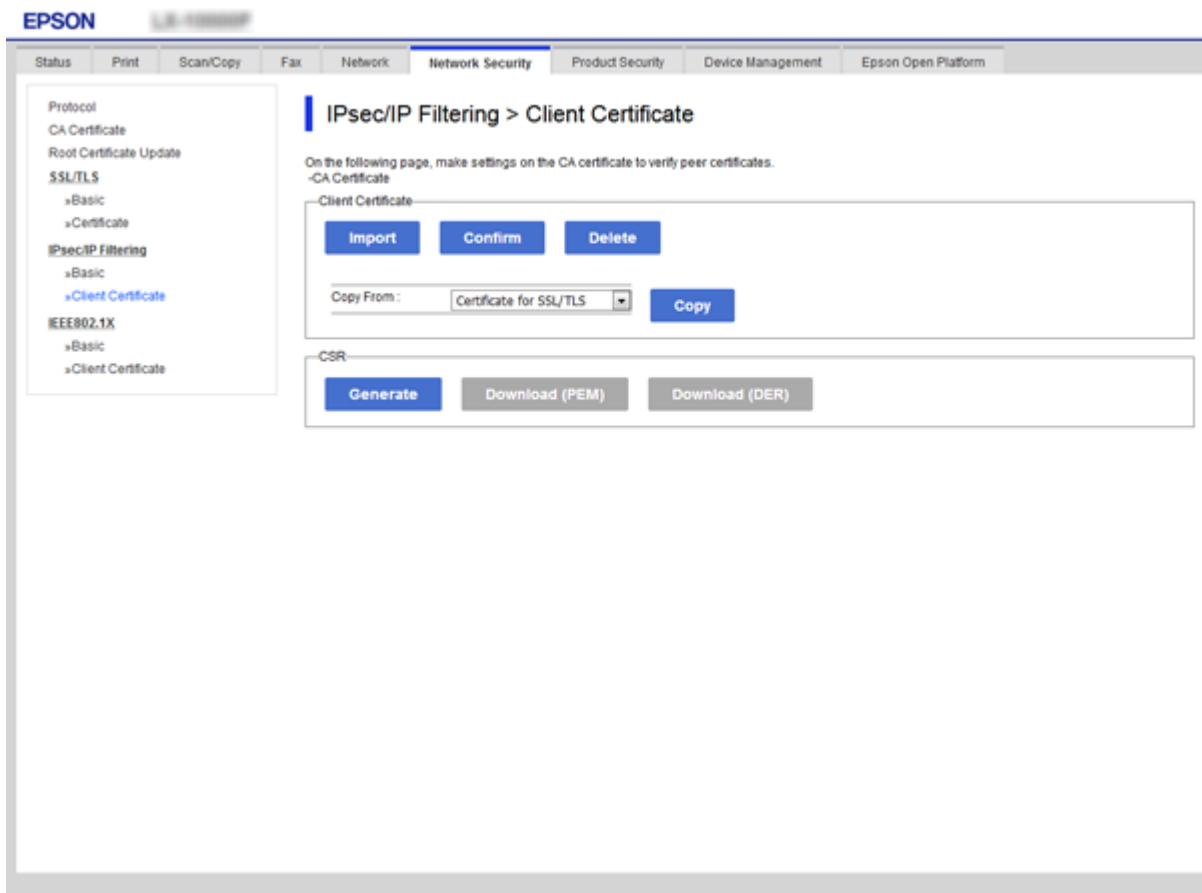 EPSON
Status Print Scan/Copy Fax Network Network Security Product Security Device Management Epson Open Platform
Protocol
CA Certificate
Root Certificate Update
SSL/TLS
»Basic
»Certificate
IPsec/IP Filtering
»Basic
»Client Certificate
IEEE802.1X
»Basic
»Client Certificate
IPsec/IP Filtering > Client Certificate
On the following page, make settings on the CA certificate to verify peer certificates.
-CA Certificate
Client Certificate
Import Confirm Delete
Copy From : Certificate for SSL/TLS Copy
CSR
Generate Download (PEM) Download (DER)